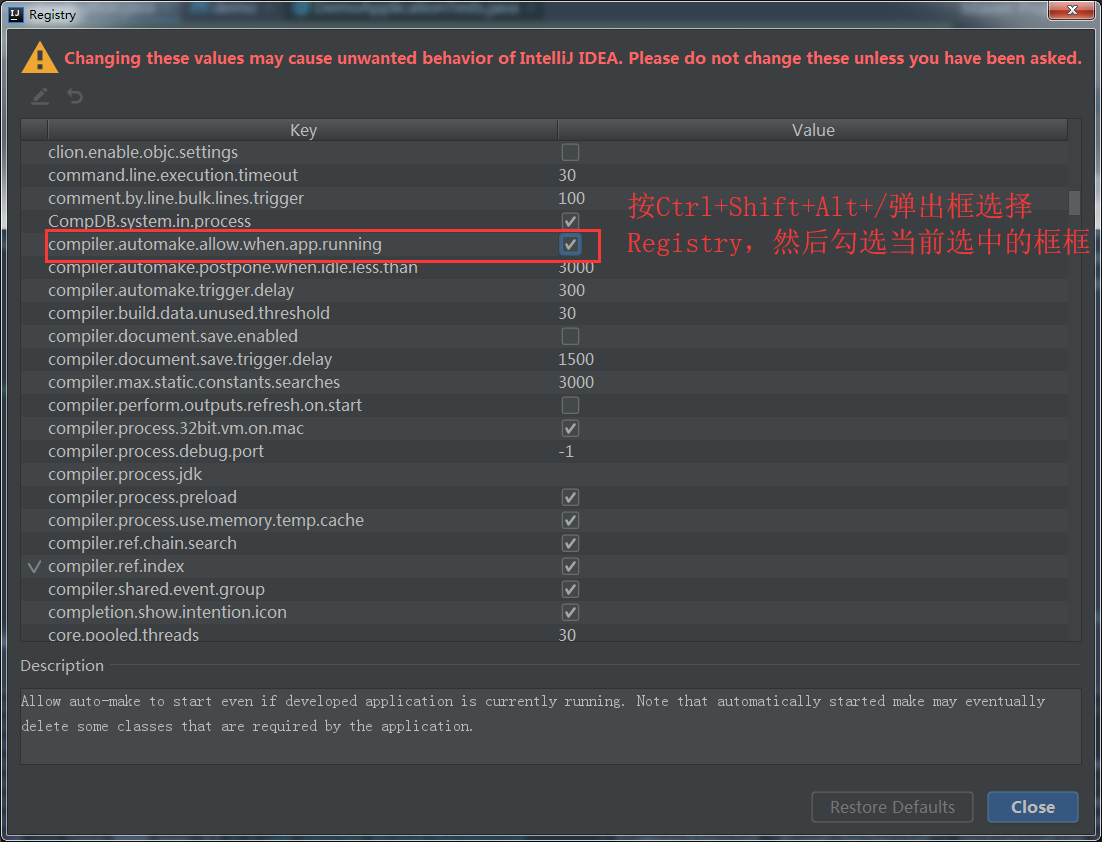 Registry
Changing these values may cause unwanted behavior of IntelliJ IDEA. Please do not change these unless you have been asked.
Key Value
clion.enable.objc.settings
command.line.execution.timeout 30
comment.by.line.bulk.lines.trigger 100
CompDB.system.in.process
compiler.automake.allow.when.app.running
按Ctrl+Shift+Alt+/弹出框选择
Registry，然后勾选当前选中的框框
compiler.automake.postpone.when.idle.less.than 3000
compiler.automake.trigger.delay 300
compiler.build.data.unused.threshold 30
compiler.document.save.enabled
compiler.document.save.trigger.delay 1500
compiler.max.static.constants.searches 3000
compiler.perform.outputs.refresh.on.start
compiler.process.32bit.vm.on.mac
compiler.process.debug.port -1
compiler.process.jdk
compiler.process.preload
compiler.process.use.memory.temp.cache
compiler.ref.chain.search
compiler.ref.index
compiler.shared.event.group
completion.show.intention.icon
core.pooled.threads 30
Description
Allow auto-make to start even if developed application is currently running. Note that automatically started make may eventually
delete some classes that are required by the application.
Restore Defaults Close